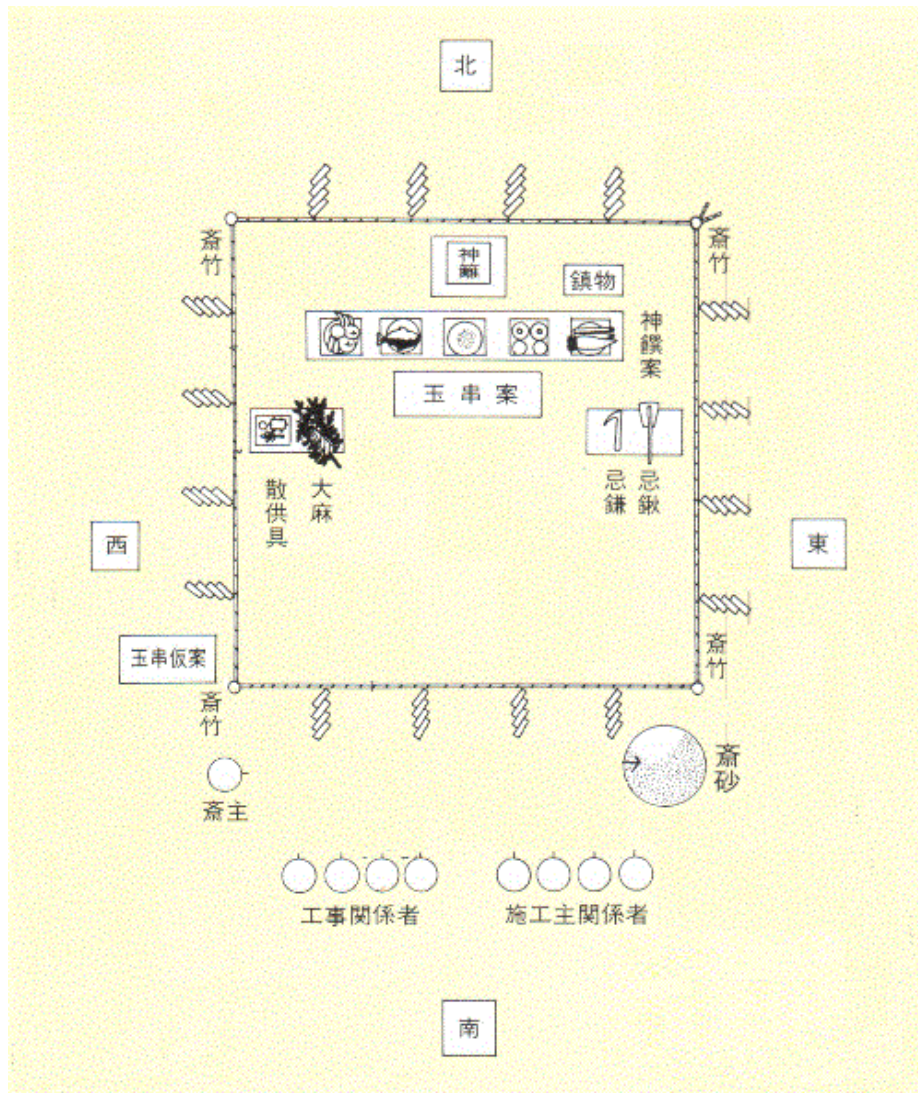 北
斎竹
斎竹
神籬
鎮物
神饌案
玉串案
散供具
大麻
忌鎌
忌鍬
西
東
玉串仮案
斎竹
斎竹
斎主
斎砂
工事関係者
施工主関係者
南